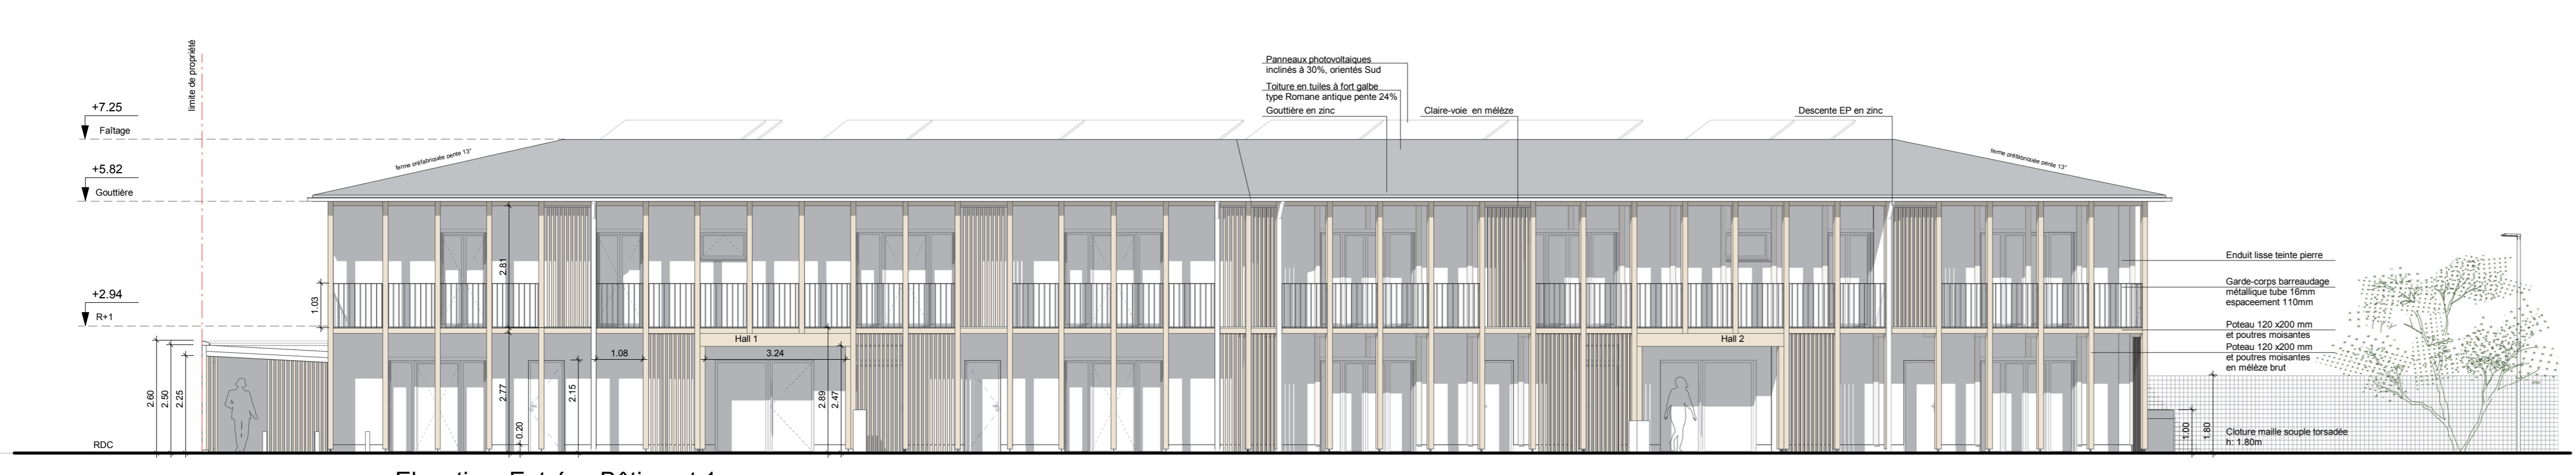 limite de propriété
+7.25
Faîtage
+5.82
Gouttière
+2.94
R+1
RDC
2.60
2.50
2.25
ferme préfabriquée pente 13°
Panneaux photovoltaiques
inclinés à 30%, orientés Sud
Toiture en tuiles à fort galbe
type Romane antique pente 24%
Gouttière en zinc
Claire-voie en mélèze
Descente EP en zinc
ferme préfabriquée pente 13°
1.03
2.81
2.77
0.20
2.15
1.08
Hall 1
3.24
2.89
2.47
Hall 2
Enduit lisse teinte pierre
Garde-corps barreaudage
métallique tube 16mm
espaceement 110mm
Poteau 120 x200 mm
et poutres moisantes
Poteau 120 x200 mm
et poutres moisantes
en mélèze brut
1.00
1.80
Cloture maille souple torsadée
h: 1.80m